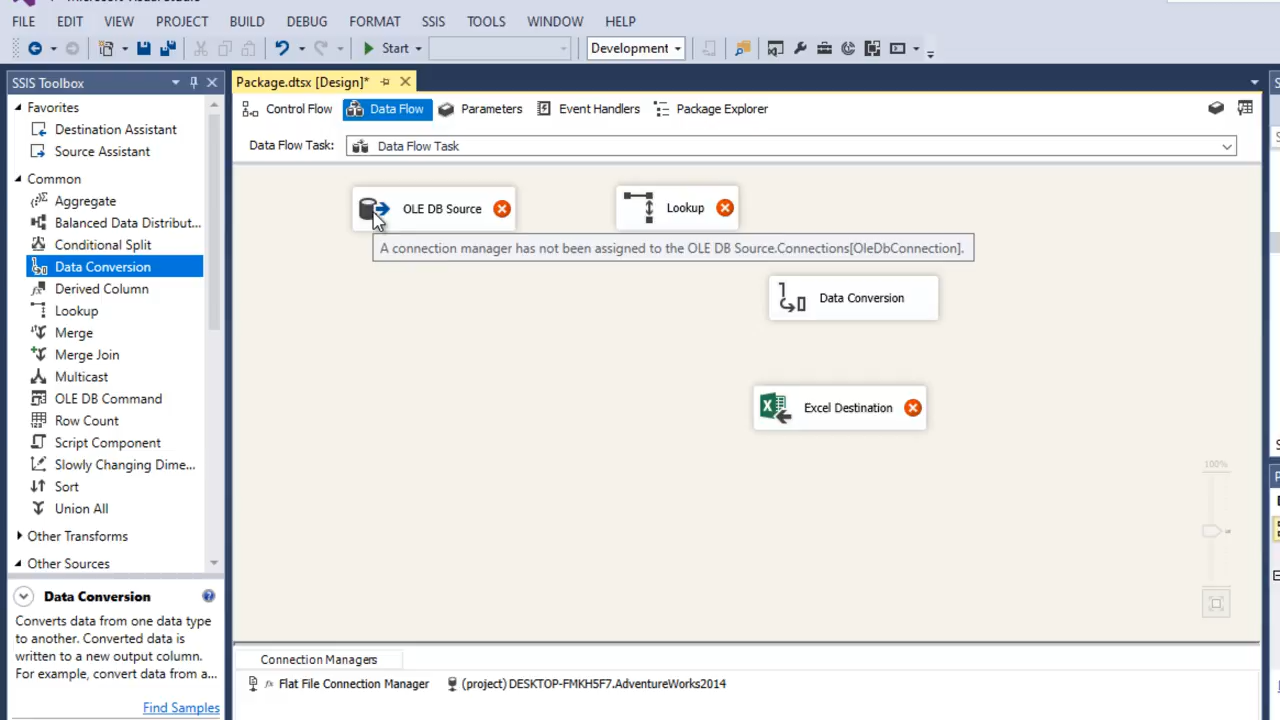 FILE EDIT VIEW PROJECT BUILD DEBUG FORMAT SSIS TOOLS WINDOW HELP
Start Development
SSIS Toolbox
Package.dtsx [Design]*
Favorites
Destination Assistant
Source Assistant
Common
Aggregate
Balanced Data Distribut...
Conditional Split
Data Conversion
Derived Column
Lookup
Merge
Merge Join
Multicast
OLE DB Command
Row Count
Script Component
Slowly Changing Dime...
Sort
Union All
Other Transforms
Other Sources
Data Conversion
Converts data from one data type
to another. Converted data is
written to a new output column.
For example, convert data from a...
Find Samples
Control Flow Data Flow Parameters Event Handlers Package Explorer
Data Flow Task: Data Flow Task
OLE DB Source
Lookup
A connection manager has not been assigned to the OLE DB Source.Connections[OleDbConnection].
Data Conversion
Excel Destination
100%
Connection Managers
Flat File Connection Manager (project) DESKTOP-FMKH5F7.AdventureWorks2014